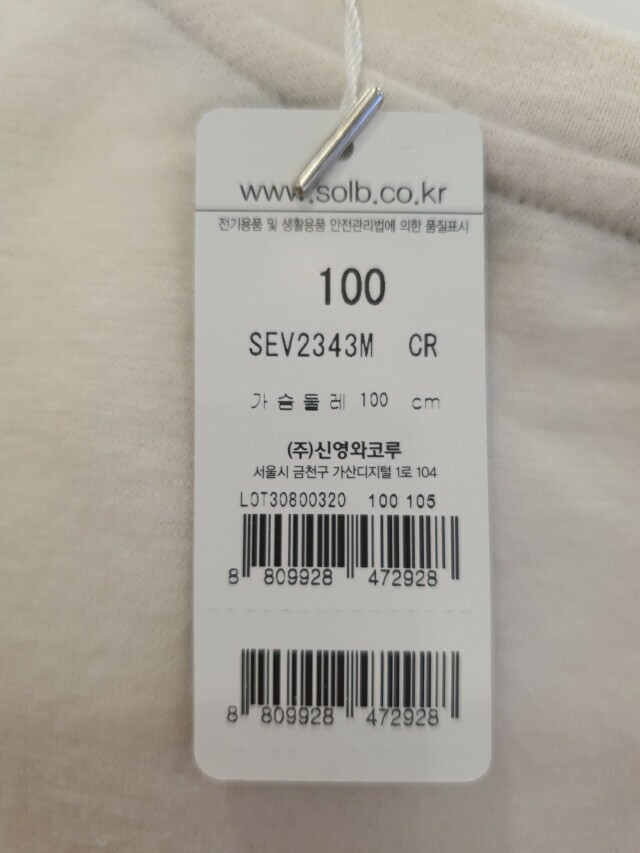 www.solb.co.kr
전기용품 및 생활용품 안전관리법에 의한 품질표시
100
SEV2343M CR
가 슴 둘 레 100 cm
(주)신영와코루
서울시 금천구 가산디지털 1로 104
LOT30800320 100 105
8 809928 472928
8 809928 472928